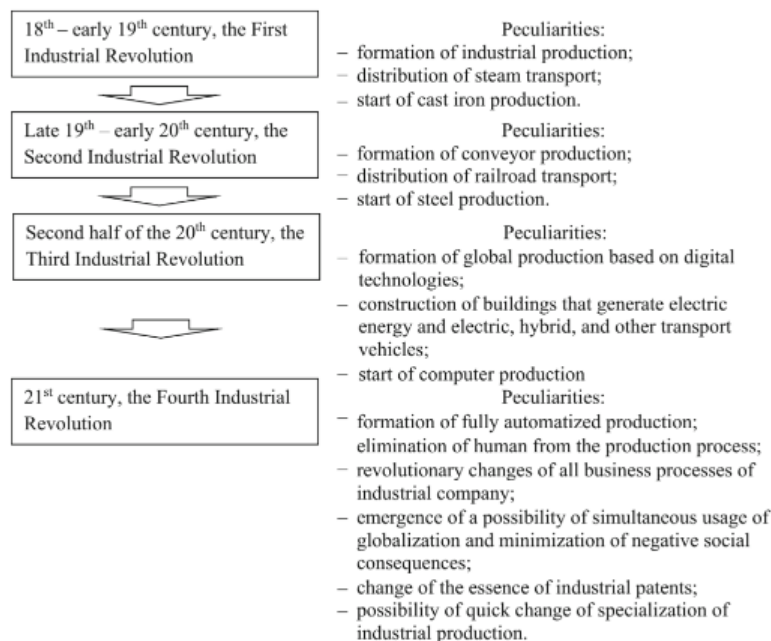 18th – early 19th century, the First
Industrial Revolution
Peculiarities:
– formation of industrial production;
– distribution of steam transport;
– start of cast iron production.
Late 19th – early 20th century, the
Second Industrial Revolution
Peculiarities:
– formation of conveyor production;
– distribution of railroad transport;
– start of steel production.
Second half of the 20th century, the
Third Industrial Revolution
Peculiarities:
– formation of global production based on digital
technologies;
– construction of buildings that generate electric
energy and electric, hybrid, and other transport
vehicles;
– start of computer production
21st century, the Fourth Industrial
Revolution
Peculiarities:
– formation of fully automatized production;
elimination of human from the production process;
– revolutionary changes of all business processes of
industrial company;
– emergence of a possibility of simultaneous usage of
globalization and minimization of negative social
consequences;
– change of the essence of industrial patents;
– possibility of quick change of specialization of
industrial production.